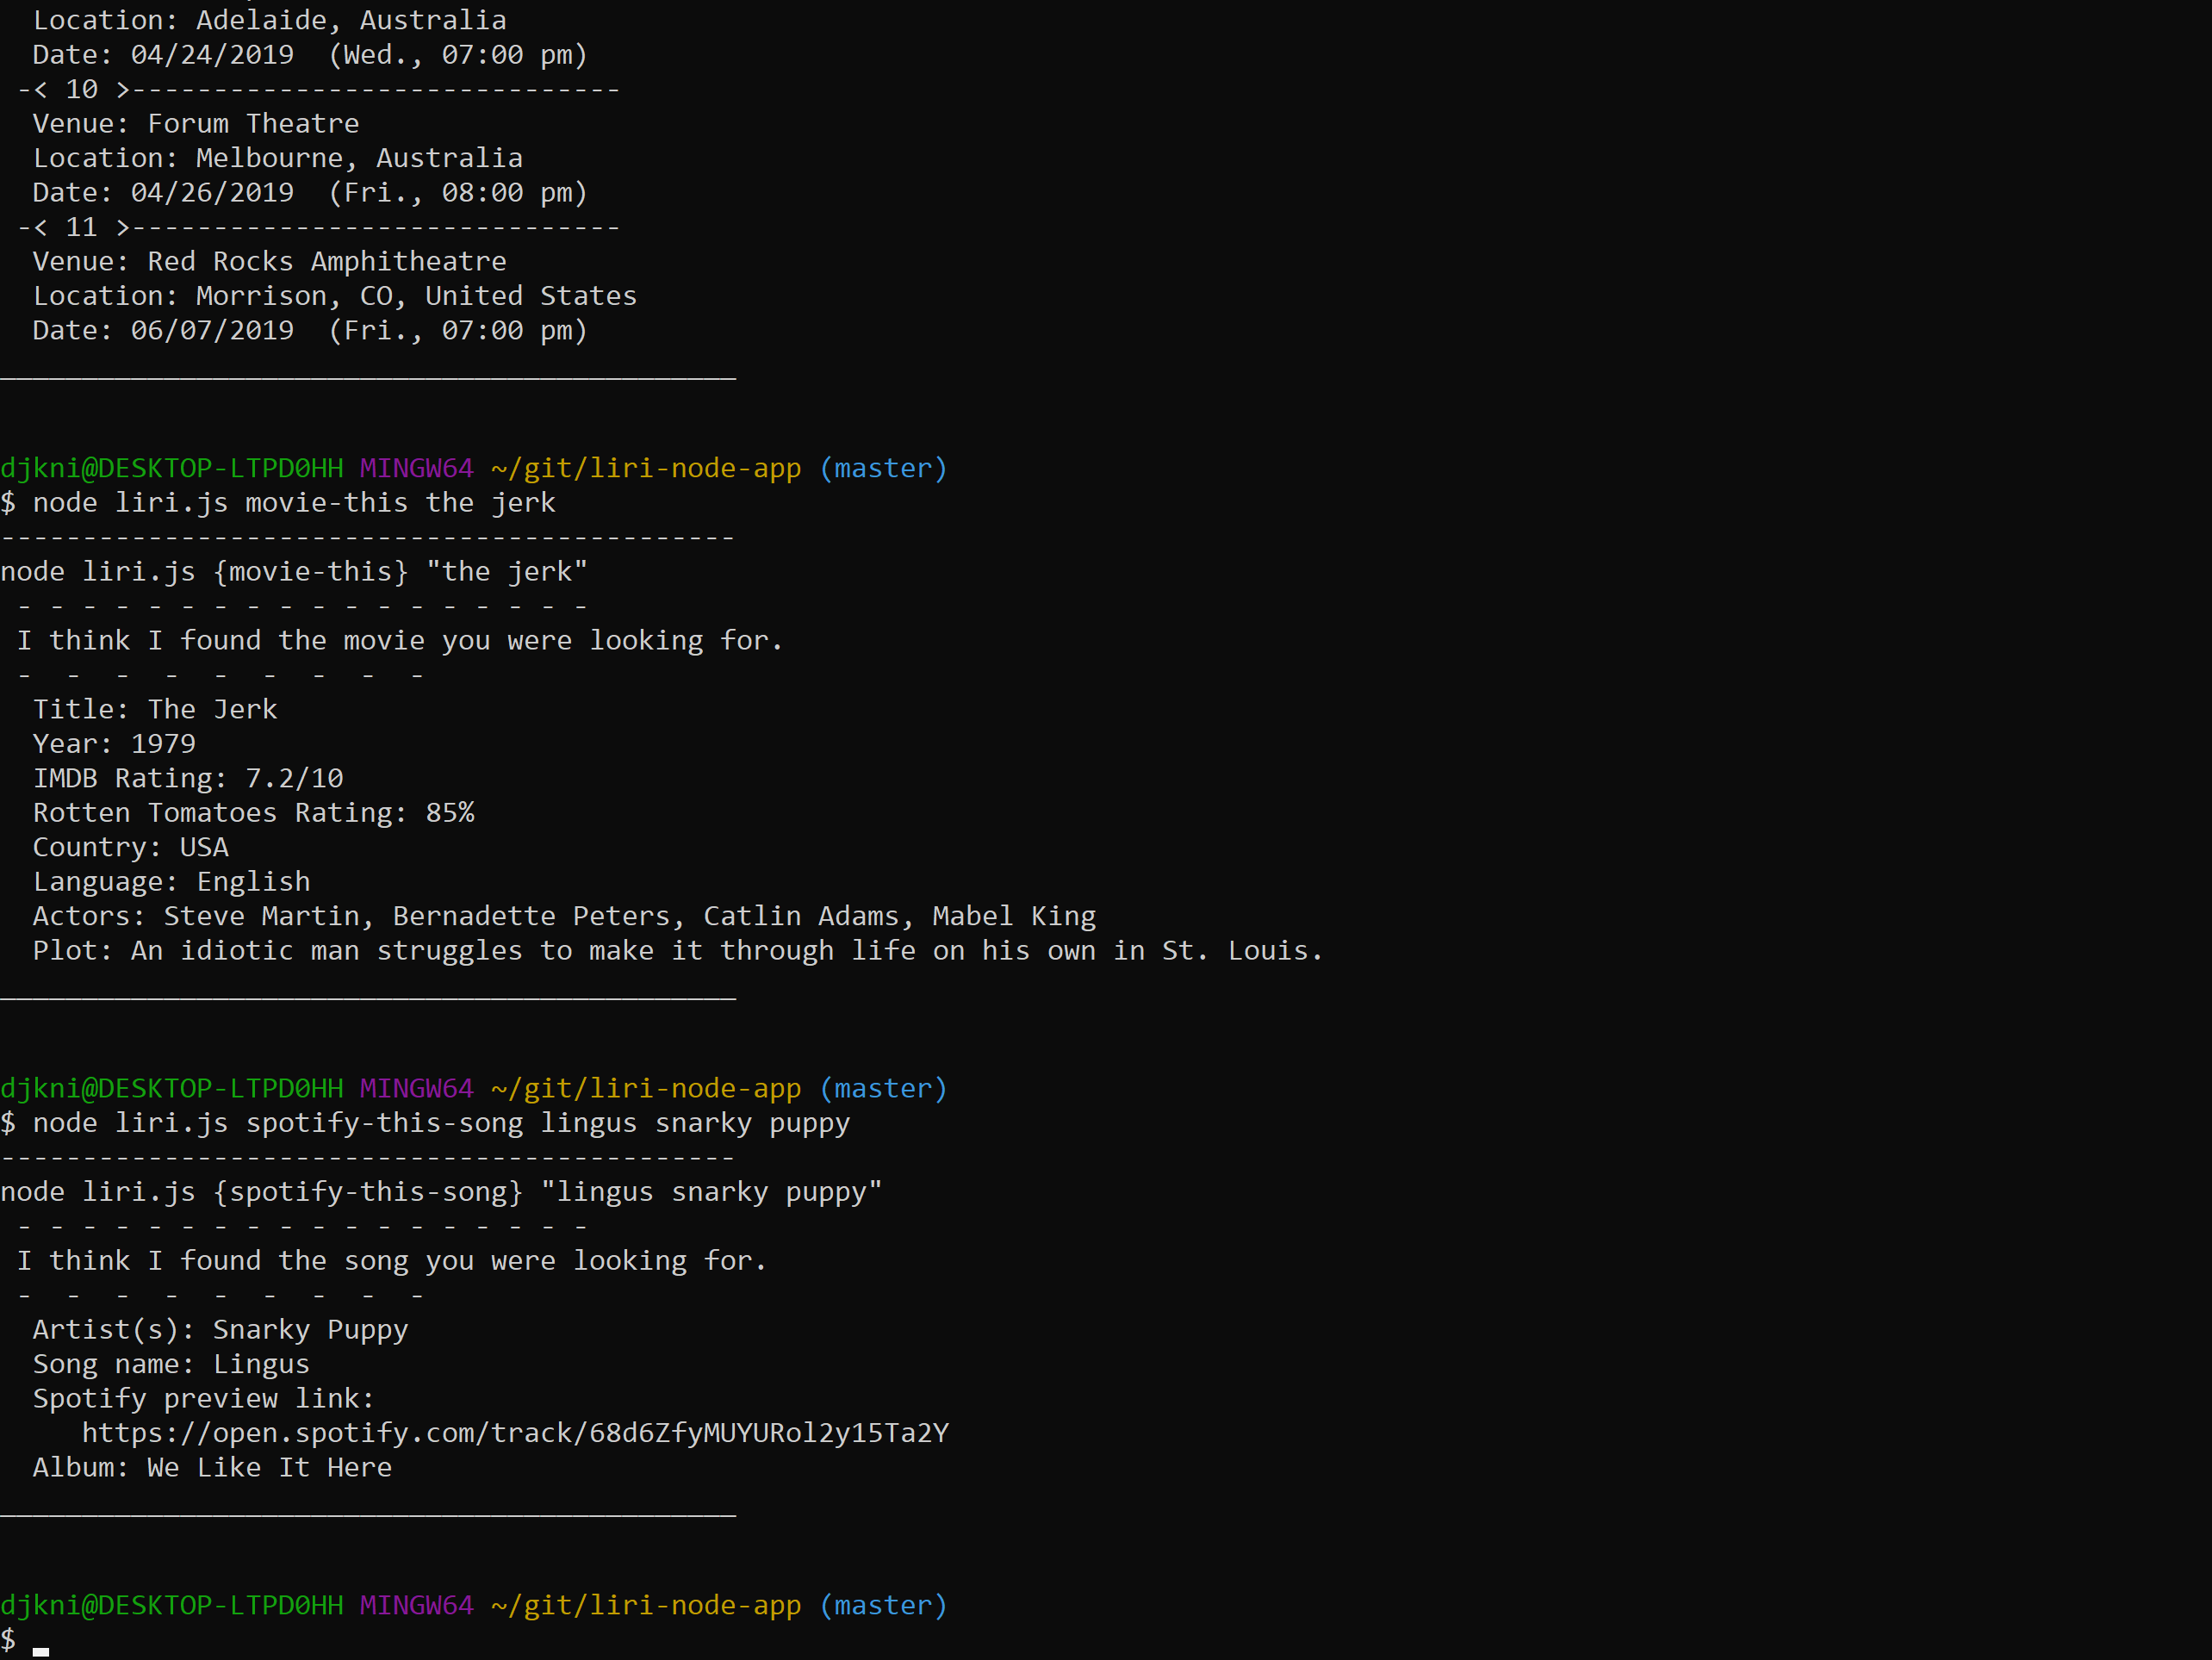 Location: Adelaide, Australia
Date: 04/24/2019  (Wed., 07:00 pm)
-< 10 >------------------------------
Venue: Forum Theatre
Location: Melbourne, Australia
Date: 04/26/2019  (Fri., 08:00 pm)
-< 11 >------------------------------
Venue: Red Rocks Amphitheatre
Location: Morrison, CO, United States
Date: 06/07/2019  (Fri., 07:00 pm)
_____________________________________________
djkni@DESKTOP-LTPD0HH MINGW64 ~/git/liri-node-app (master)
$ node liri.js movie-this the jerk
---------------------------------------------
node liri.js {movie-this} "the jerk"
- - - - - - - - - - - - - - - - - -
I think I found the movie you were looking for.
-  -  -  -  -  -  -  -  -
Title: The Jerk
Year: 1979
IMDB Rating: 7.2/10
Rotten Tomatoes Rating: 85%
Country: USA
Language: English
Actors: Steve Martin, Bernadette Peters, Catlin Adams, Mabel King
Plot: An idiotic man struggles to make it through life on his own in St. Louis.
_____________________________________________
djkni@DESKTOP-LTPD0HH MINGW64 ~/git/liri-node-app (master)
$ node liri.js spotify-this-song lingus snarky puppy
---------------------------------------------
node liri.js {spotify-this-song} "lingus snarky puppy"
- - - - - - - - - - - - - - - - - -
I think I found the song you were looking for.
-  -  -  -  -  -  -  -  -
Artist(s): Snarky Puppy
Song name: Lingus
Spotify preview link:
https://open.spotify.com/track/68d6ZfyMUYURol2y15Ta2Y
Album: We Like It Here
_____________________________________________
djkni@DESKTOP-LTPD0HH MINGW64 ~/git/liri-node-app (master)
$